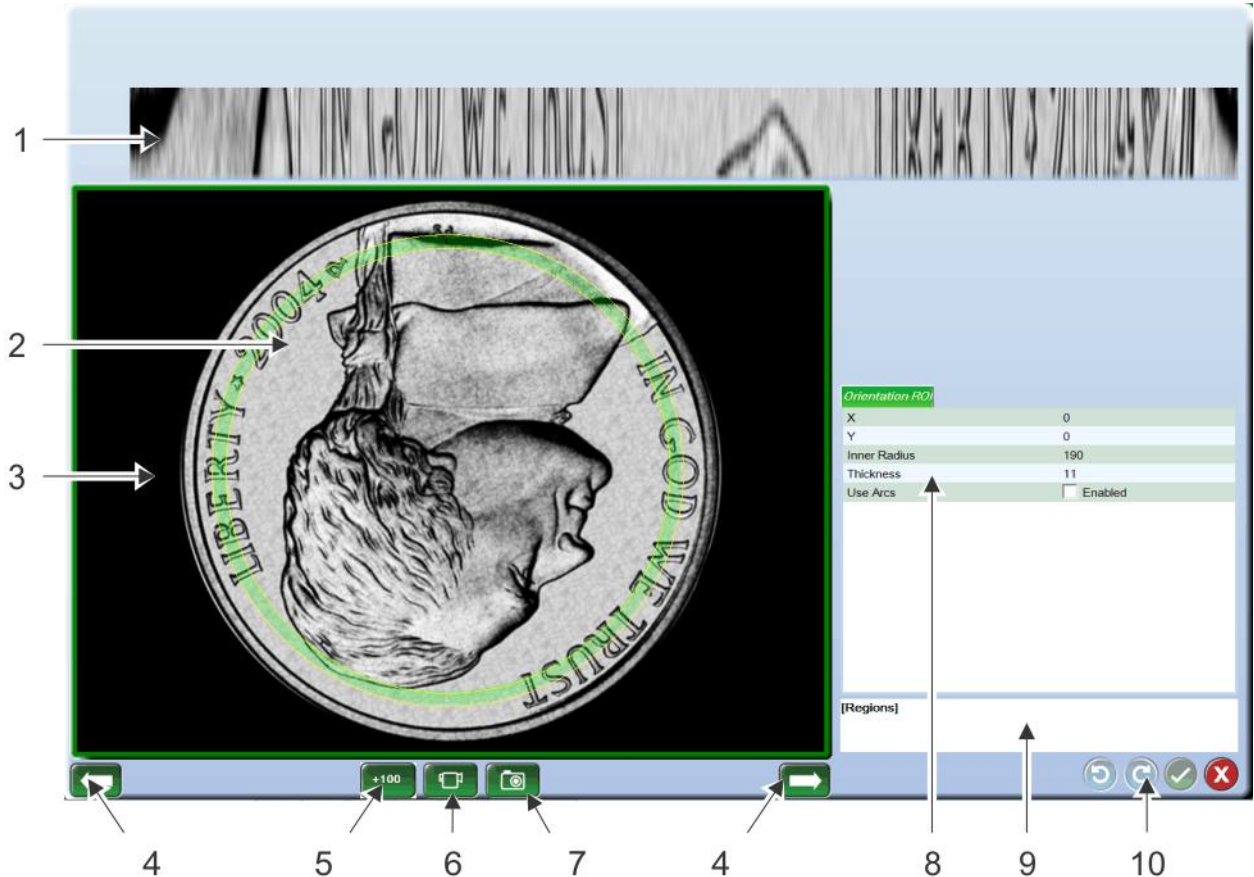 1
2
3
LIBERTY · 2004
IN GOD WE TRUST
Orientation ROI
X 0
Y 0
Inner Radius 190
Thickness 11
Use Arcs Enabled
[Regions]
+100
4 5 6 7 4 8 9 10